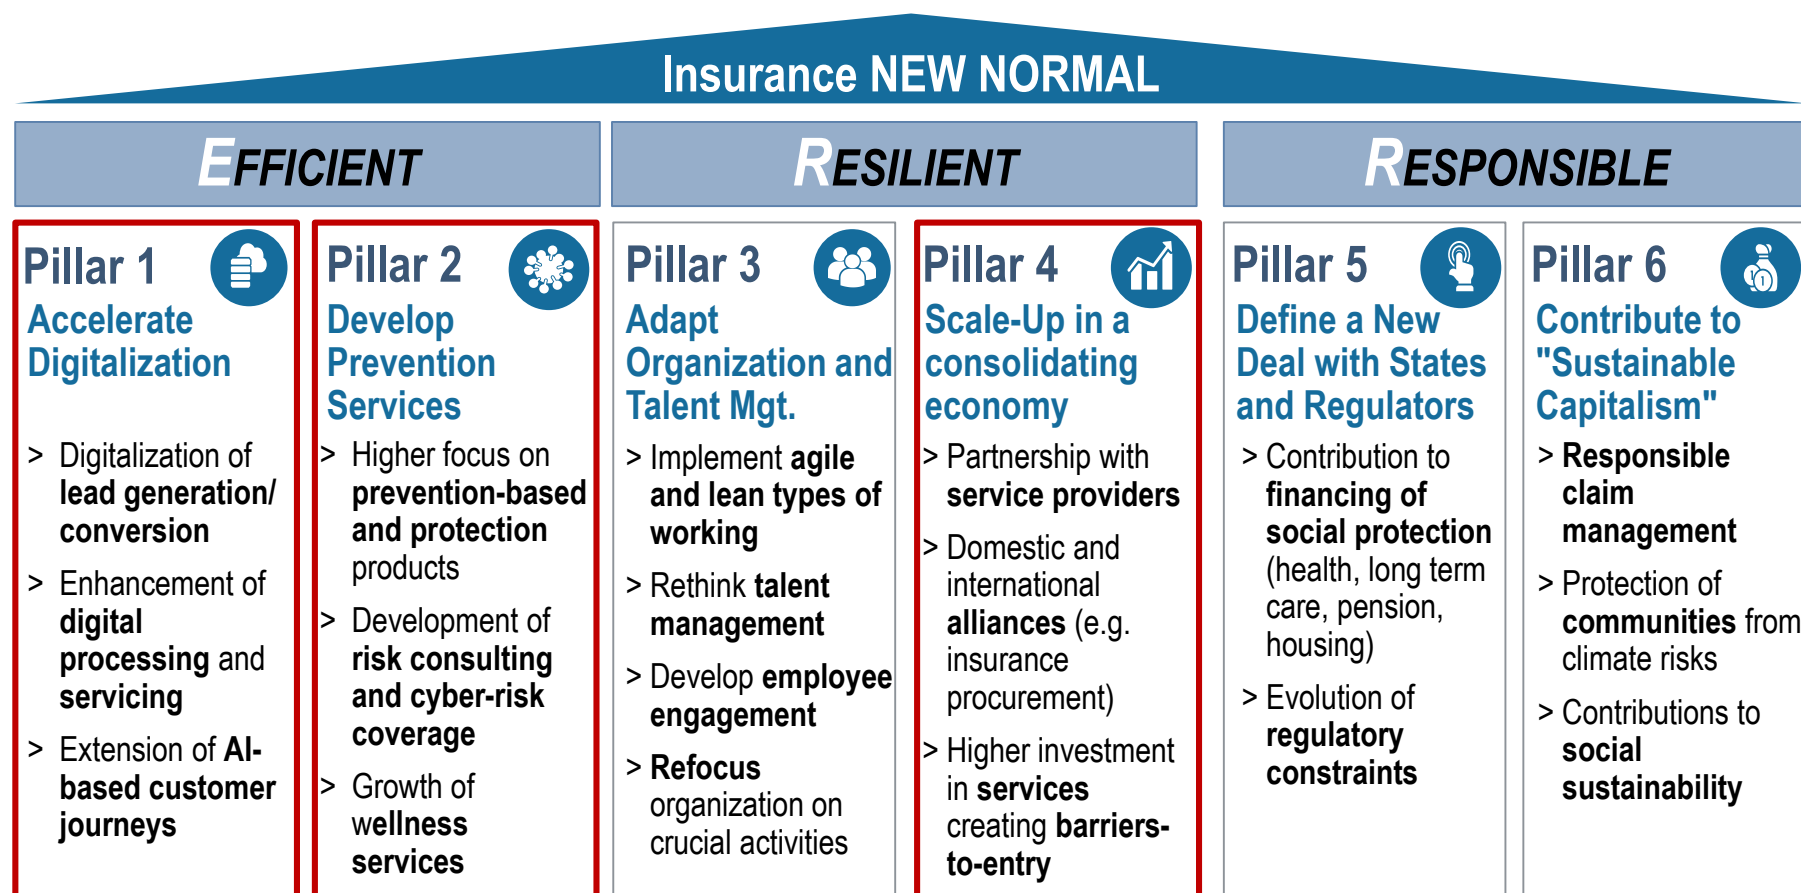 Insurance NEW NORMAL
EFFICIENT
RESILIENT
RESPONSIBLE
Pillar 1
Accelerate
Digitalization
> Digitalization of
lead generation/
conversion
> Enhancement of
digital
processing and
servicing
> Extension of AI-
based customer
journeys
Pillar 2
Develop
Prevention
Services
> Higher focus on
prevention-based
and protection
products
> Development of
risk consulting
and cyber-risk
coverage
> Growth of
wellness
services
Pillar 3
Adapt
Organization and
Talent Mgt.
> Implement agile
and lean types of
working
> Rethink talent
management
> Develop employee
engagement
> Refocus
organization on
crucial activities
Pillar 4
Scale-Up in a
consolidating
economy
> Partnership with
service providers
> Domestic and
international
alliances (e.g.
insurance
procurement)
> Higher investment
in services
creating barriers-
to-entry
Pillar 5
Define a New
Deal with States
and Regulators
> Contribution to
financing of
social protection
(health, long term
care, pension,
housing)
> Evolution of
regulatory
constraints
Pillar 6
Contribute to
"Sustainable
Capitalism"
> Responsible
claim
management
> Protection of
communities from
climate risks
> Contributions to
social
sustainability